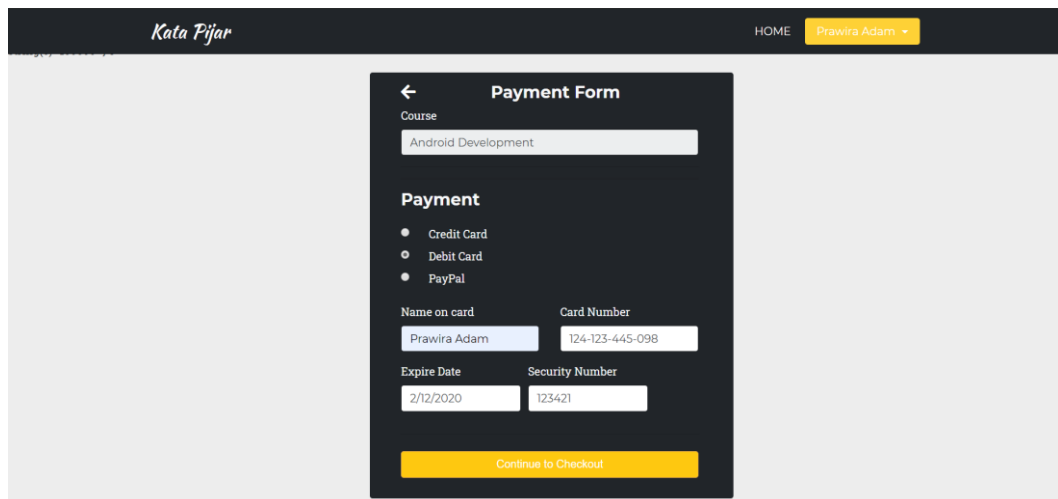 Kata Pijar
HOME
Prawira Adam
Payment Form
Course
Android Development
Payment
Credit Card
Debit Card
PayPal
Name on card Card Number
Prawira Adam 124-123-445-098
Expire Date Security Number
2/12/2020 123421
Continue to Checkout